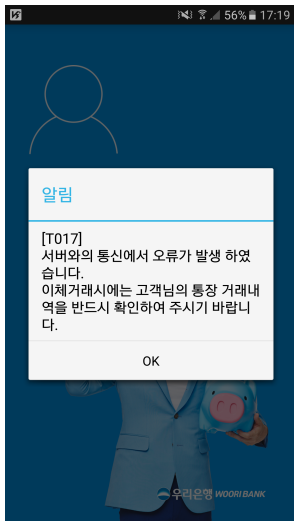 56% 17:19
알림
[T017]
서버와의 통신에서 오류가 발생 하였
습니다.
이체거래시에는 고객님의 통장 거래내
역을 반드시 확인하여 주시기 바랍니
다.
OK
우리은행 WOORI BANK